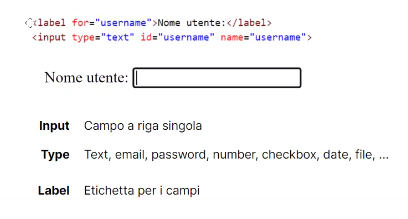 <label for="username">Nome utente:</label>
<input type="text" id="username" name="username">
Nome utente:
Input Campo a riga singola
Type Text, email, password, number, checkbox, date, file, ...
Label Etichetta per i campi